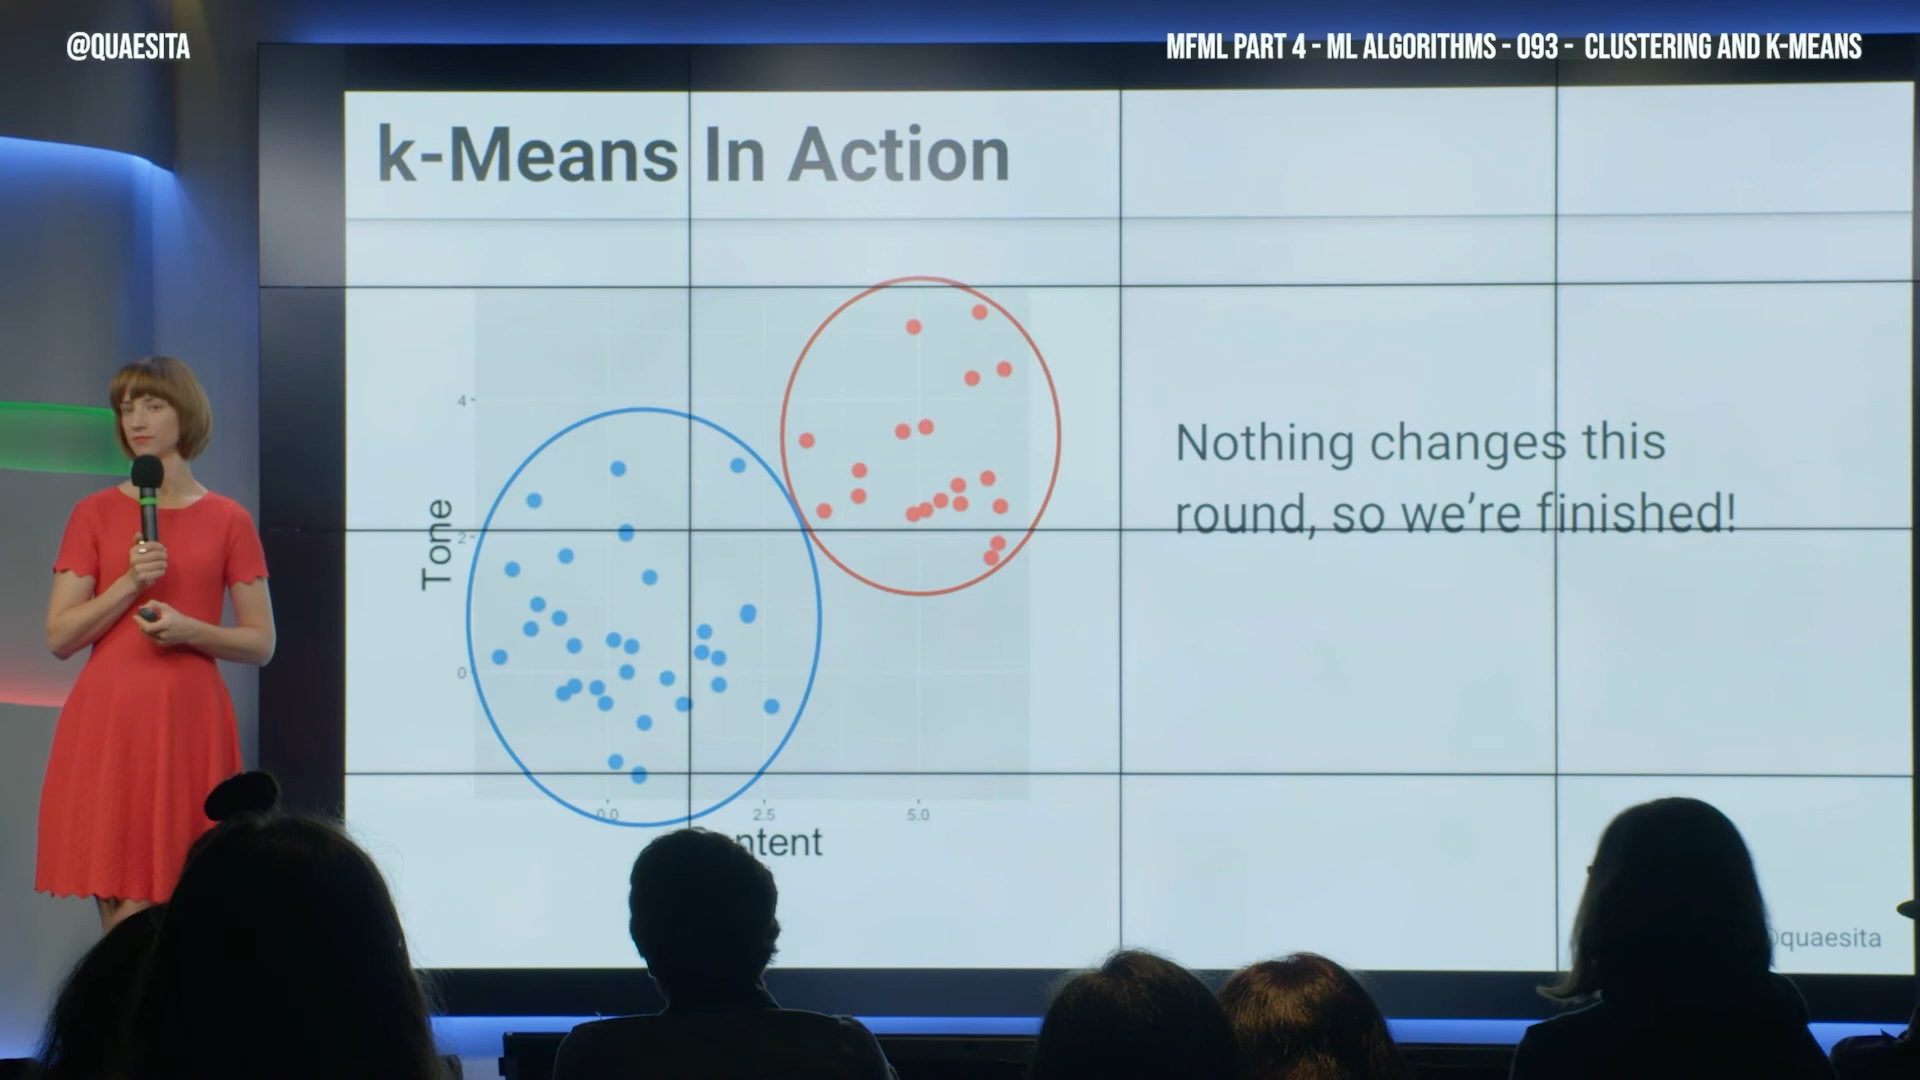 @QUAESITA
MFML PART 4 - ML ALGORITHMS - 093 - CLUSTERING AND K-MEANS
k-Means In Action
Nothing changes this
round, so we're finished!
Tone
4
2
0
0.0 2.5 5.0
quaesita